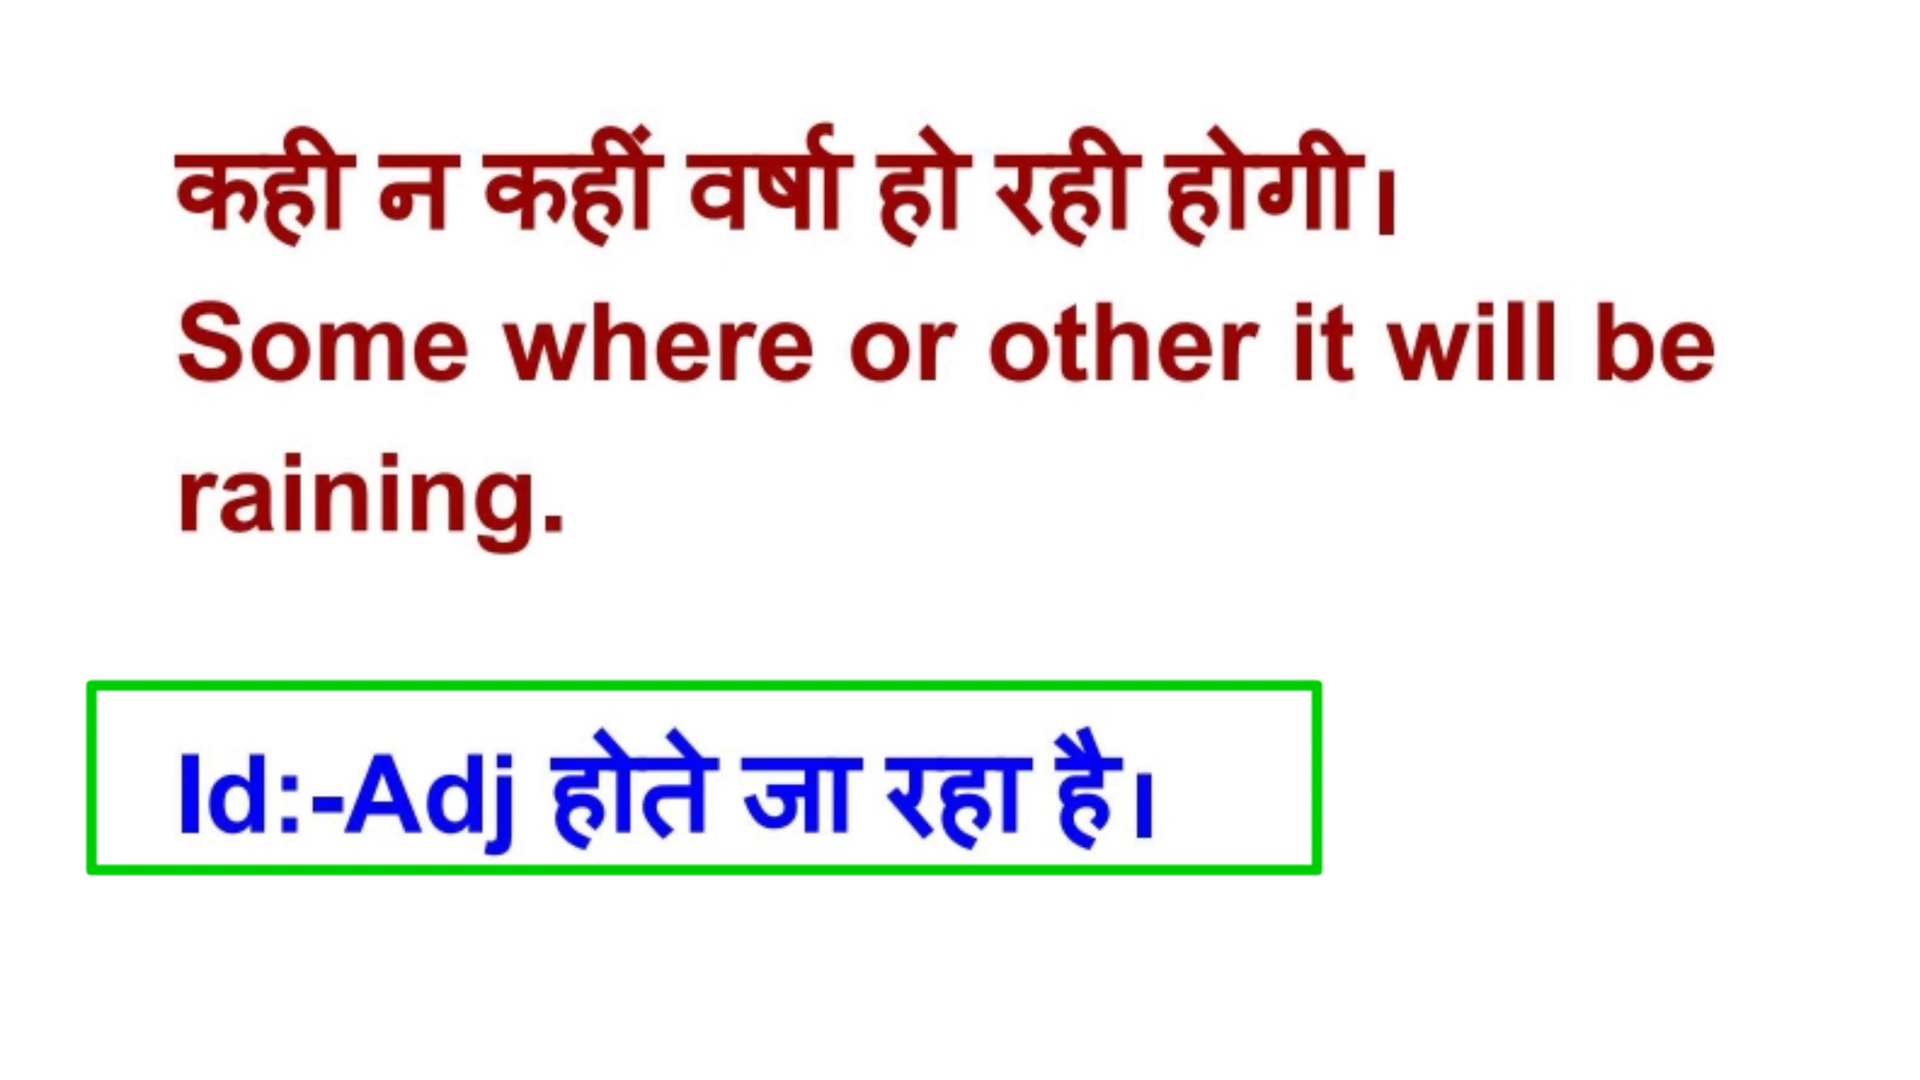 कही न कहीं वर्षा हो रही होगी।
Some where or other it will be
raining.
Id:-Adj होते जा रहा है।